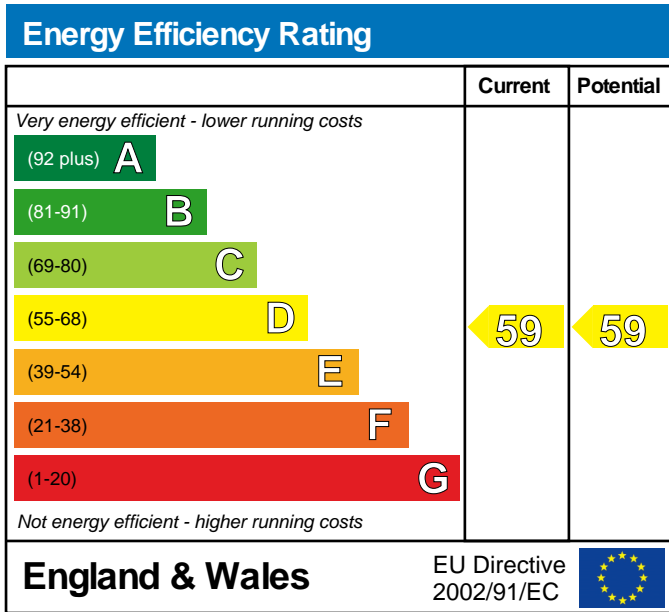 Energy Efficiency Rating
Current Potential
Very energy efficient - lower running costs
(92 plus) A
(81-91) B
(69-80) C
(55-68) D 59 59
(39-54) E
(21-38) F
(1-20) G
Not energy efficient - higher running costs
England & Wales
EU Directive
2002/91/EC